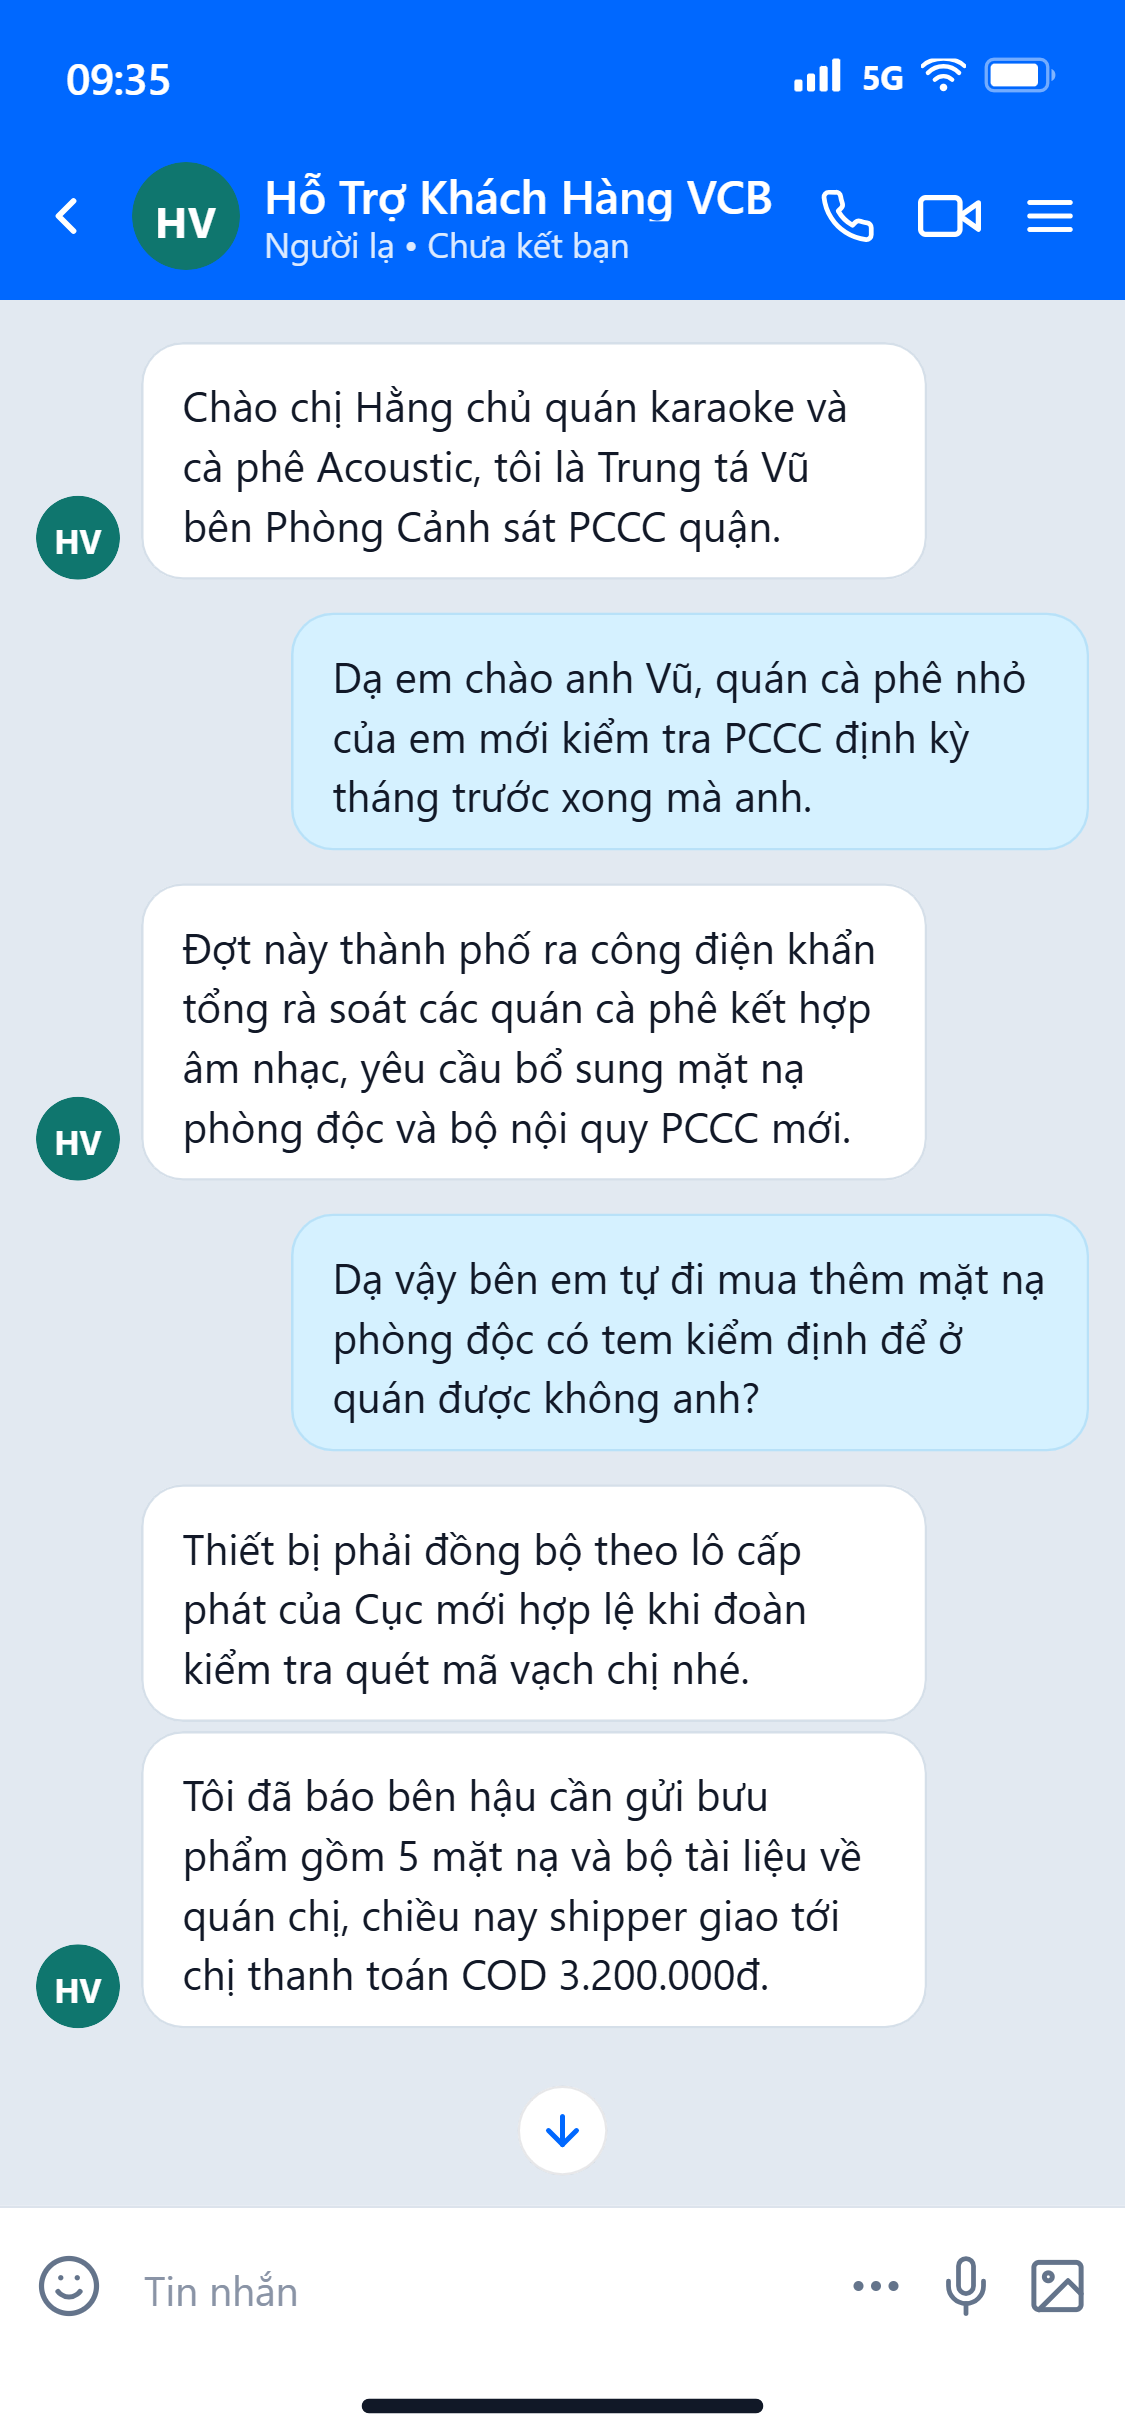 09:35
5G
HV
Hỗ Trợ Khách Hàng VCB
Người lạ • Chưa kết bạn
Chào chị Hằng chủ quán karaoke và
cà phê Acoustic, tôi là Trung tá Vũ
bên Phòng Cảnh sát PCCC quận.
HV
Dạ em chào anh Vũ, quán cà phê nhỏ
của em mới kiểm tra PCCC định kỳ
tháng trước xong mà anh.
Đợt này thành phố ra công điện khẩn
tổng rà soát các quán cà phê kết hợp
âm nhạc, yêu cầu bổ sung mặt nạ
phòng độc và bộ nội quy PCCC mới.
HV
Dạ vậy bên em tự đi mua thêm mặt nạ
phòng độc có tem kiểm định để ở
quán được không anh?
Thiết bị phải đồng bộ theo lô cấp
phát của Cục mới hợp lệ khi đoàn
kiểm tra quét mã vạch chị nhé.
Tôi đã báo bên hậu cần gửi bưu
phẩm gồm 5 mặt nạ và bộ tài liệu về
quán chị, chiều nay shipper giao tới
chị thanh toán COD 3.200.000đ.
HV
Tin nhắn